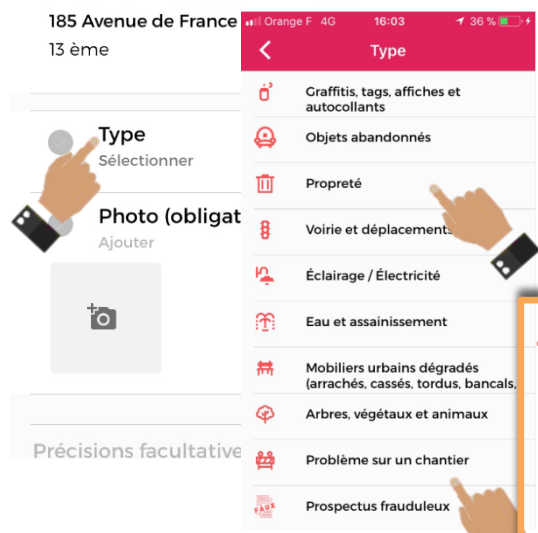 185 Avenue de France
13 ème
Type
Sélectionner
Photo (obligat
Ajouter
Précisions facultative
Orange F 4G 16:03 36 %
Type
Graffitis, tags, affiches et
autocollants
Objets abandonnés
Propreté
Voirie et déplacements
Éclairage / Électricité
Eau et assainissement
Mobiliers urbains dégradés
(arrachés, cassés, tordus, bancals,
Arbres, végétaux et animaux
Problème sur un chantier
FAUX
Prospectus frauduleux